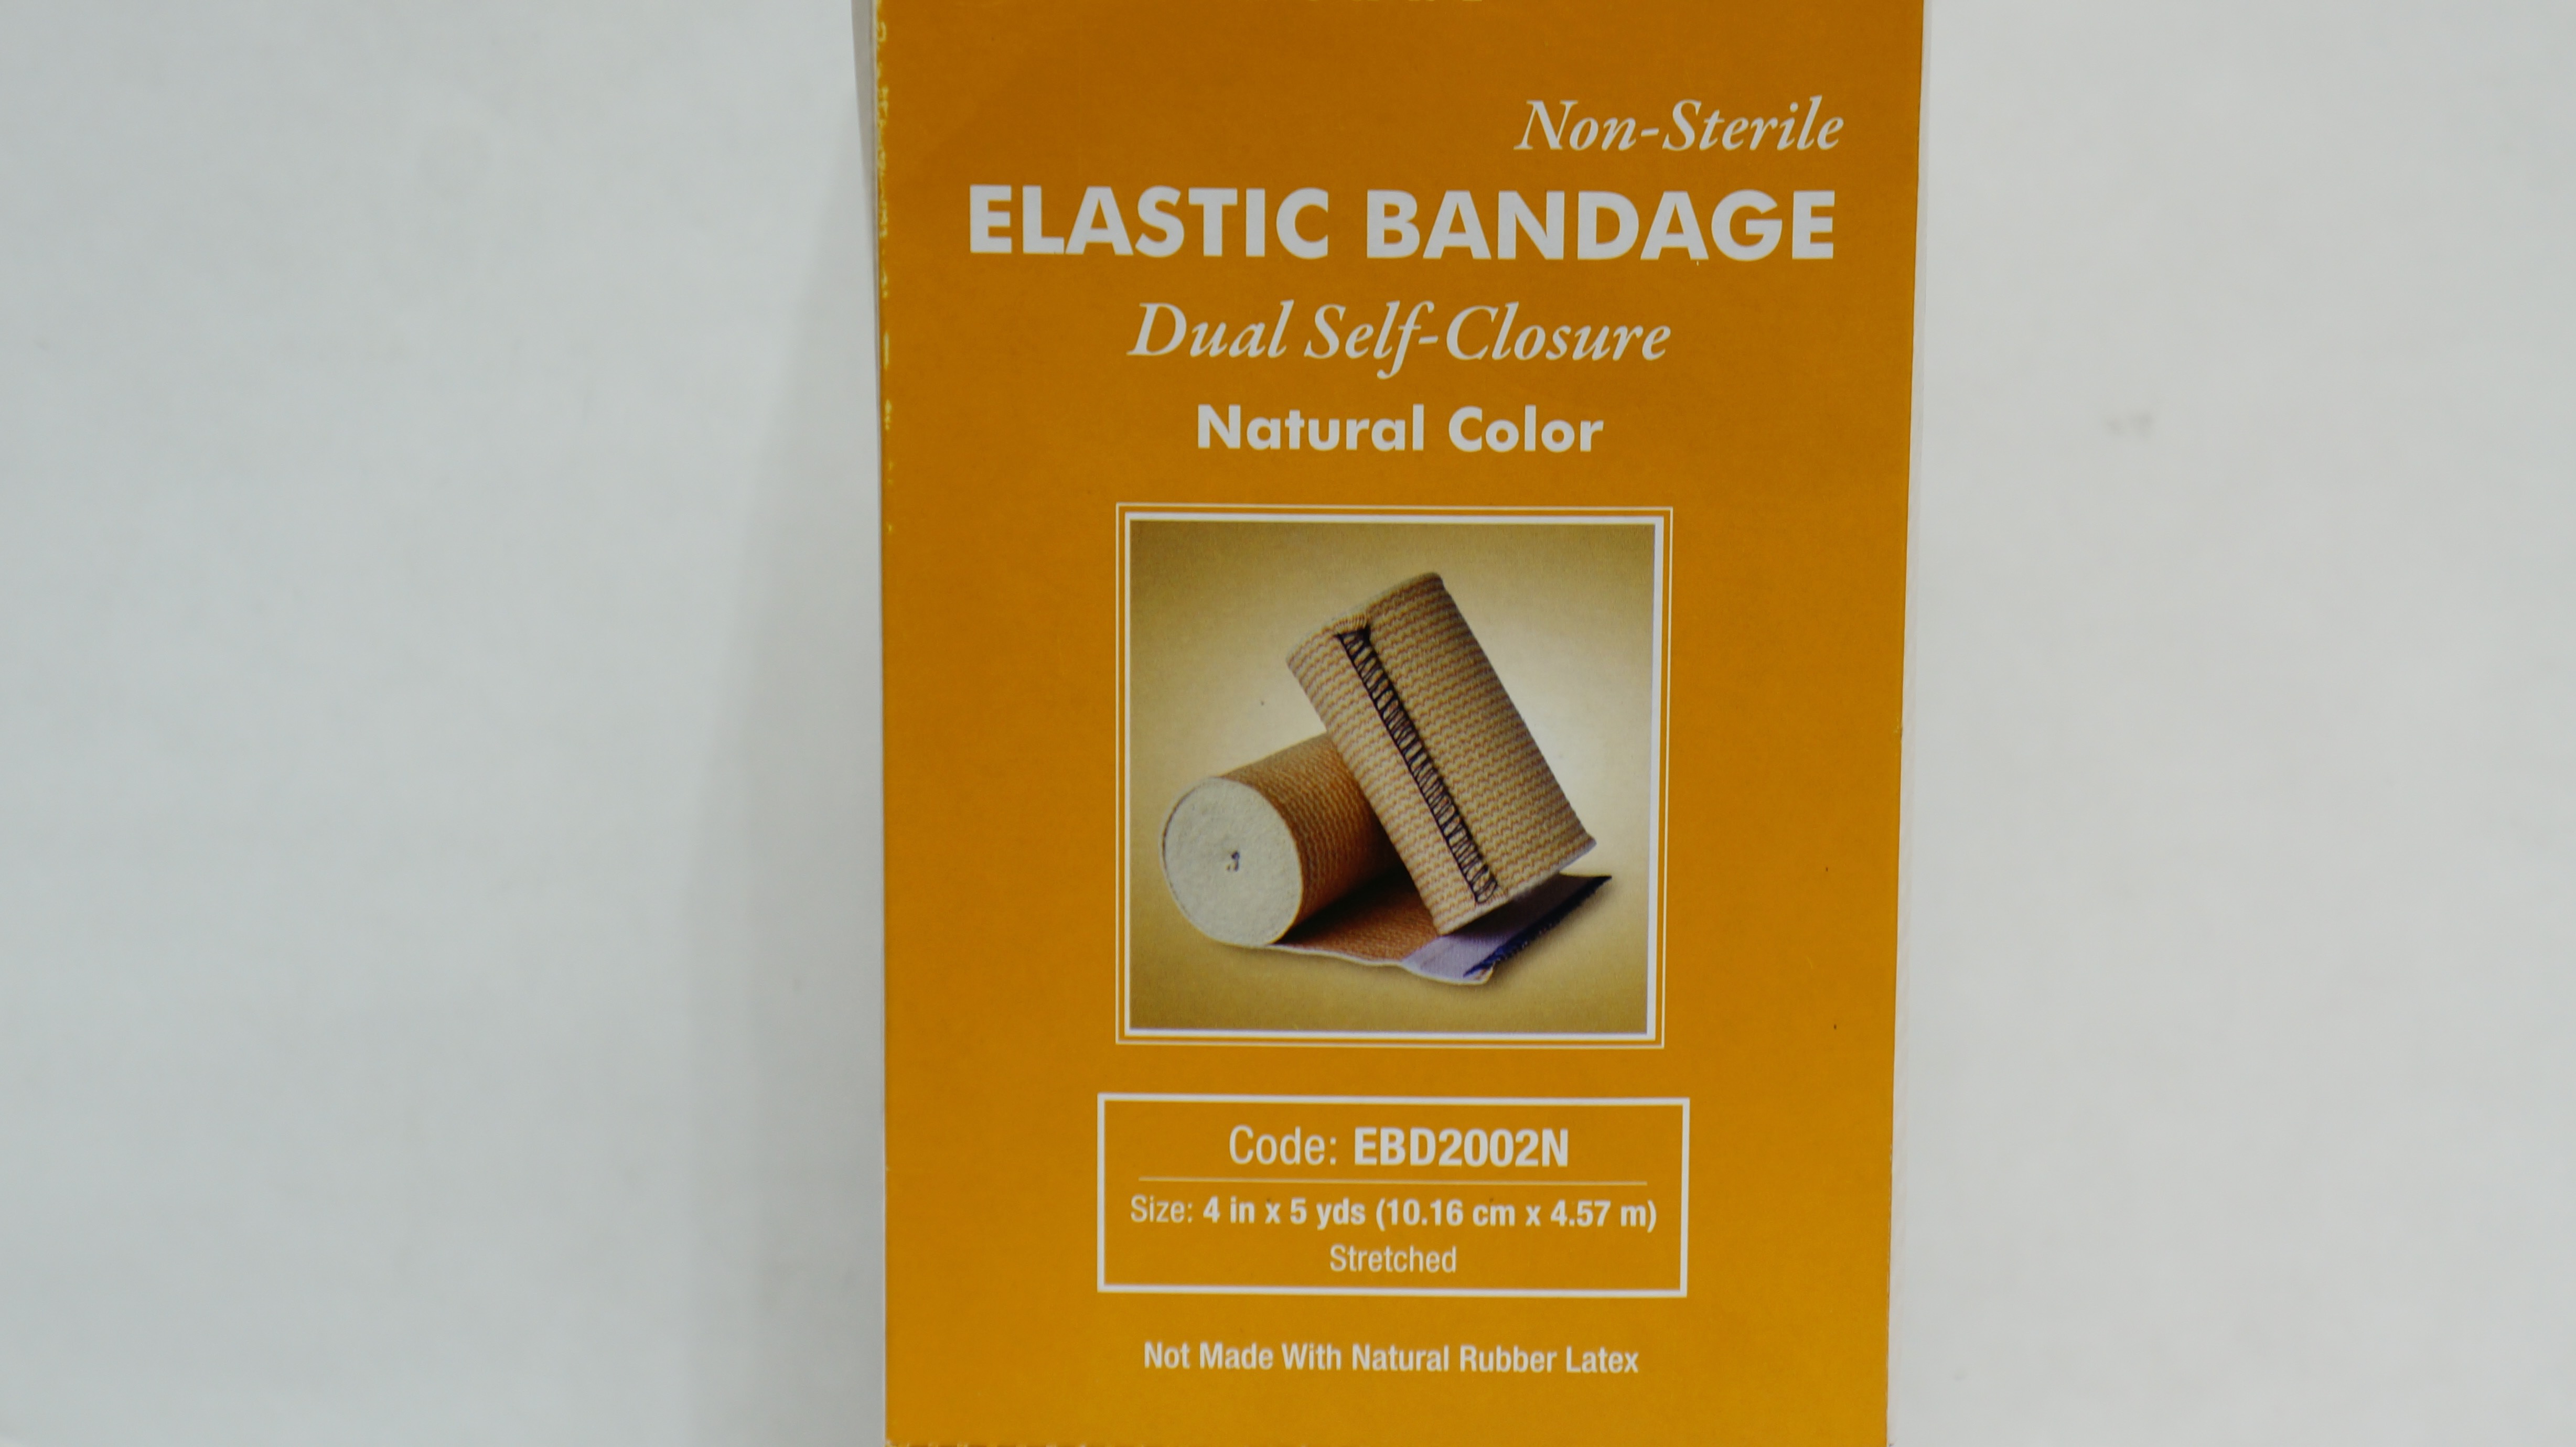 Non-Sterile
ELASTIC BANDAGE
Dual Self-Closure
Natural Color
Code: EBD2002N
Size: 4 in x 5 yds (10.16 cm x 4.57 m)
Stretched
Not Made With Natural Rubber Latex